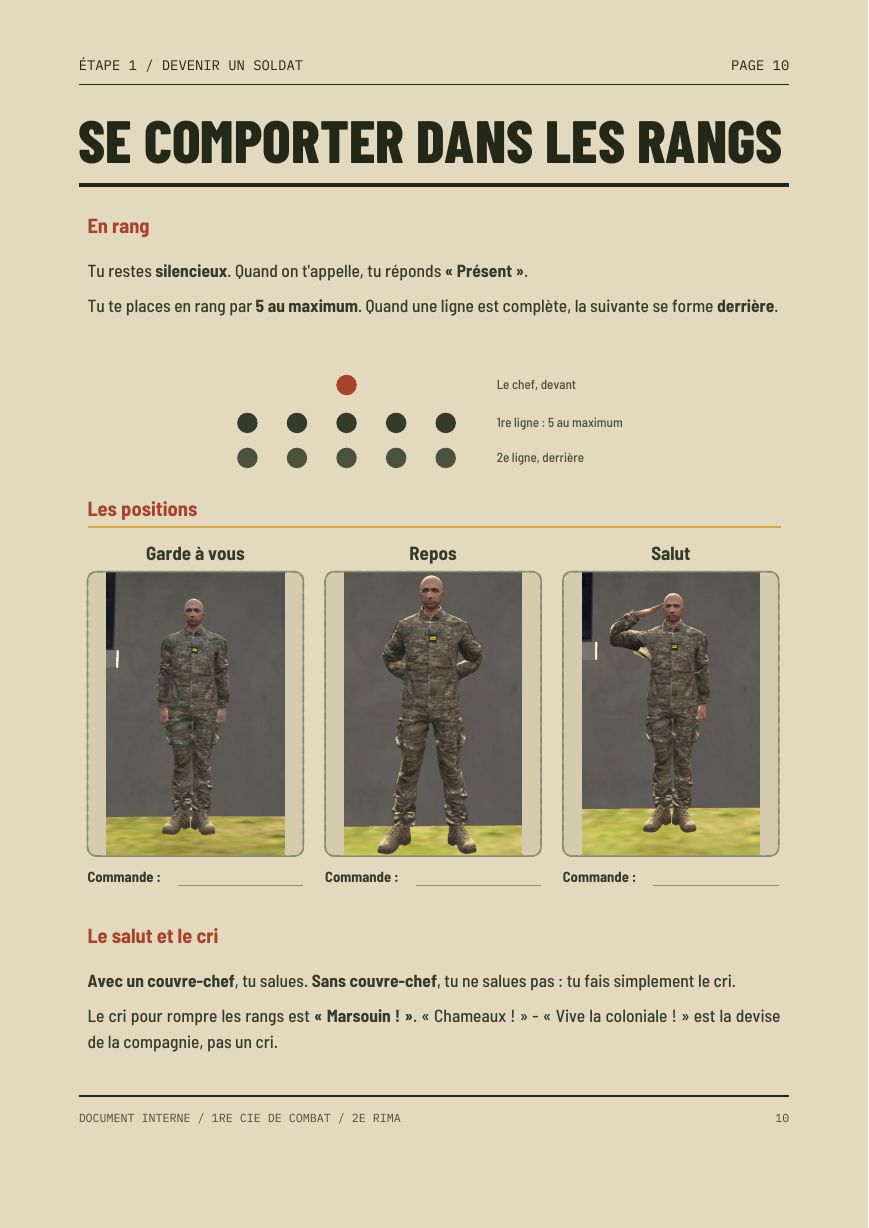 ÉTAPE 1 / DEVENIR UN SOLDAT
PAGE 10
SE COMPORTER DANS LES RANGS
En rang
Tu restes silencieux. Quand on t'appelle, tu réponds « Présent ».
Tu te places en rang par 5 au maximum. Quand une ligne est complète, la suivante se forme derrière.
Le chef, devant
1re ligne : 5 au maximum
2e ligne, derrière
Les positions
Garde à vous
Repos
Salut
Commande :
Commande :
Commande :
Le salut et le cri
Avec un couvre-chef, tu salues. Sans couvre-chef, tu ne salues pas : tu fais simplement le cri.
Le cri pour rompre les rangs est « Marsouin ! ». « Chameaux ! » - « Vive la coloniale ! » est la devise
de la compagnie, pas un cri.
DOCUMENT INTERNE / 1RE CIE DE COMBAT / 2E RIMA
10